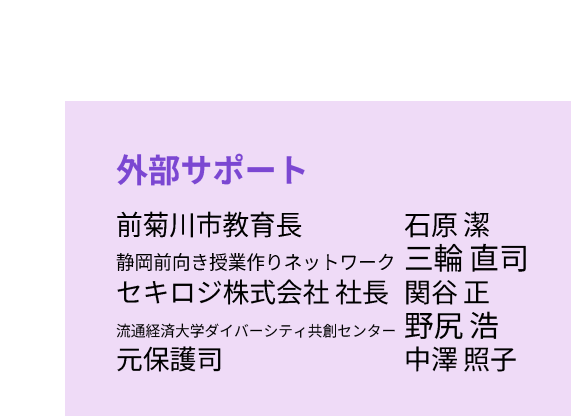 外部サポート
前菊川市教育長 石原 潔
静岡前向き授業作りネットワーク 三輪 直司
セキロジ株式会社 社長 関谷 正
流通経済大学ダイバーシティ共創センター 野尻 浩
元保護司 中澤 照子